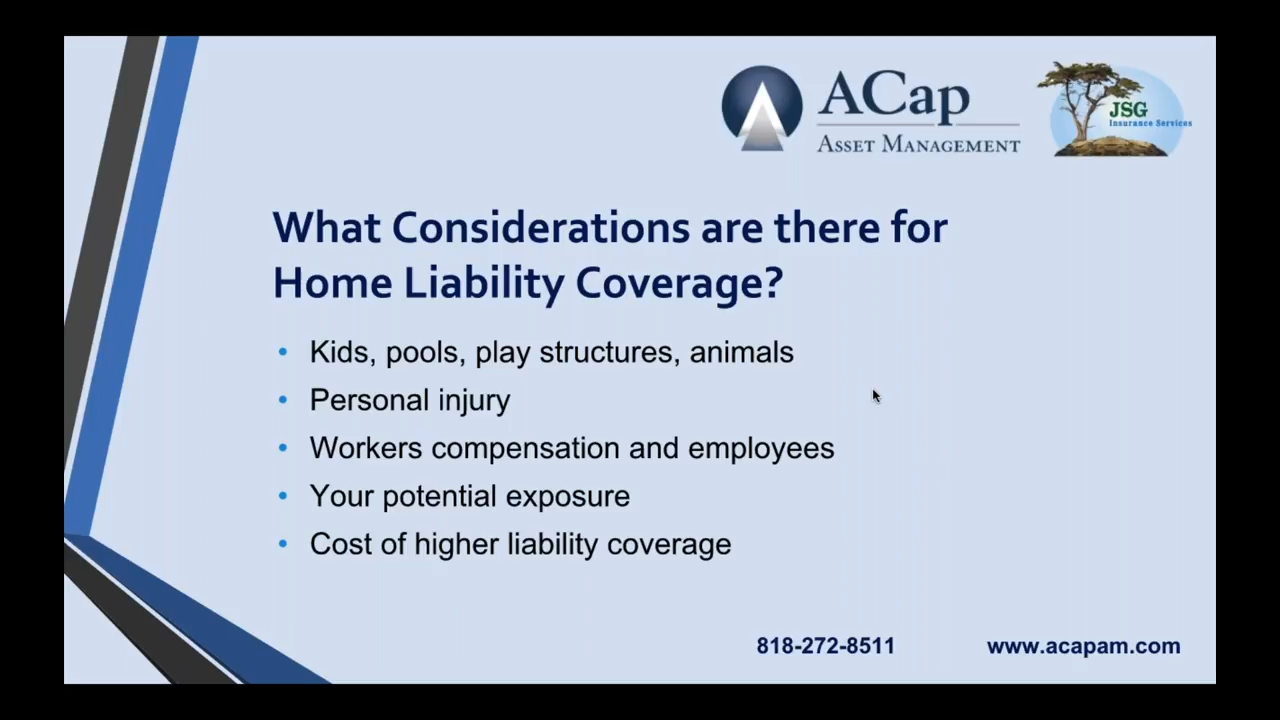 ACap
ASSET MANAGEMENT
JSG
Insurance Services
What Considerations are there for
Home Liability Coverage?
• Kids, pools, play structures, animals
• Personal injury
• Workers compensation and employees
• Your potential exposure
• Cost of higher liability coverage
818-272-8511
www.acapam.com